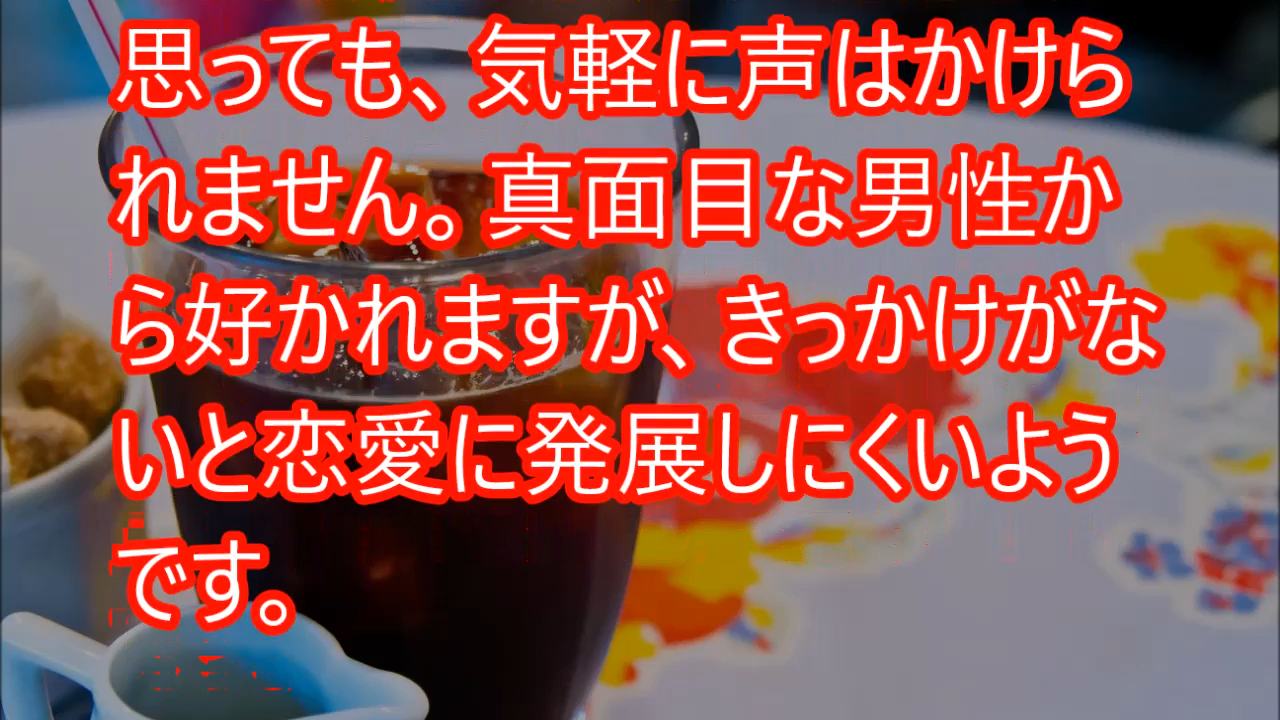 思っても、気軽に声はかけら
れません。真面目な男性か
ら好かれますが、きっかけがな
いと恋愛に発展しにくいよう
です。